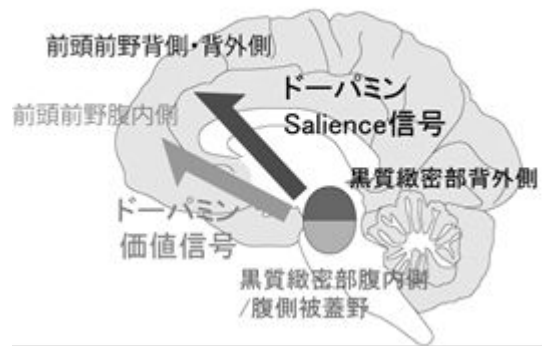 前頭前野背側・背外側
ドーパミン
Salience信号
前頭前野腹内側
黒質緻密部背外側
ドーパミン
価値信号
黒質緻密部腹内側
/腹側被蓋野